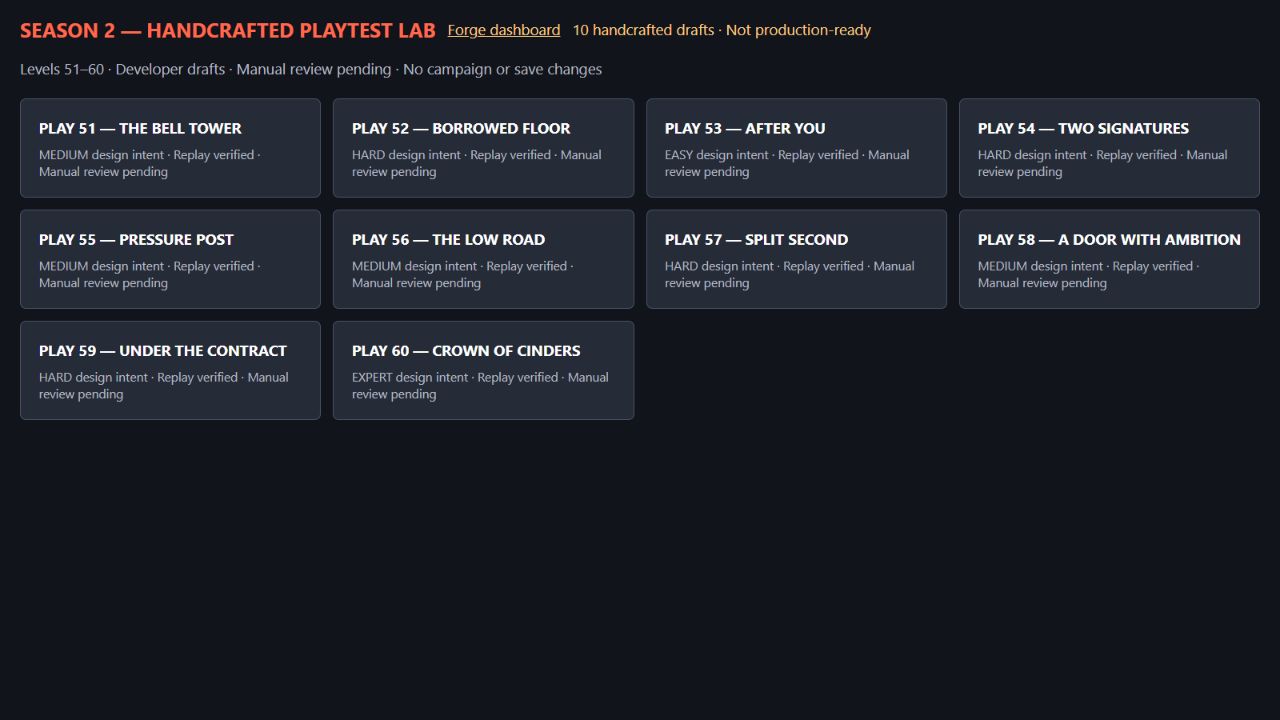 SEASON 2 — HANDCRAFTED PLAYTEST LAB Forge dashboard 10 handcrafted drafts · Not production-ready
Levels 51–60 · Developer drafts · Manual review pending · No campaign or save changes
PLAY 51 — THE BELL TOWER
MEDIUM design intent · Replay verified ·
Manual review pending
PLAY 52 — BORROWED FLOOR
HARD design intent · Replay verified · Manual
review pending
PLAY 53 — AFTER YOU
EASY design intent · Replay verified · Manual
review pending
PLAY 54 — TWO SIGNATURES
HARD design intent · Replay verified · Manual
review pending
PLAY 55 — PRESSURE POST
MEDIUM design intent · Replay verified ·
Manual review pending
PLAY 56 — THE LOW ROAD
MEDIUM design intent · Replay verified ·
Manual review pending
PLAY 57 — SPLIT SECOND
HARD design intent · Replay verified · Manual
review pending
PLAY 58 — A DOOR WITH AMBITION
MEDIUM design intent · Replay verified ·
Manual review pending
PLAY 59 — UNDER THE CONTRACT
HARD design intent · Replay verified · Manual
review pending
PLAY 60 — CROWN OF CINDERS
EXPERT design intent · Replay verified · Manual
review pending